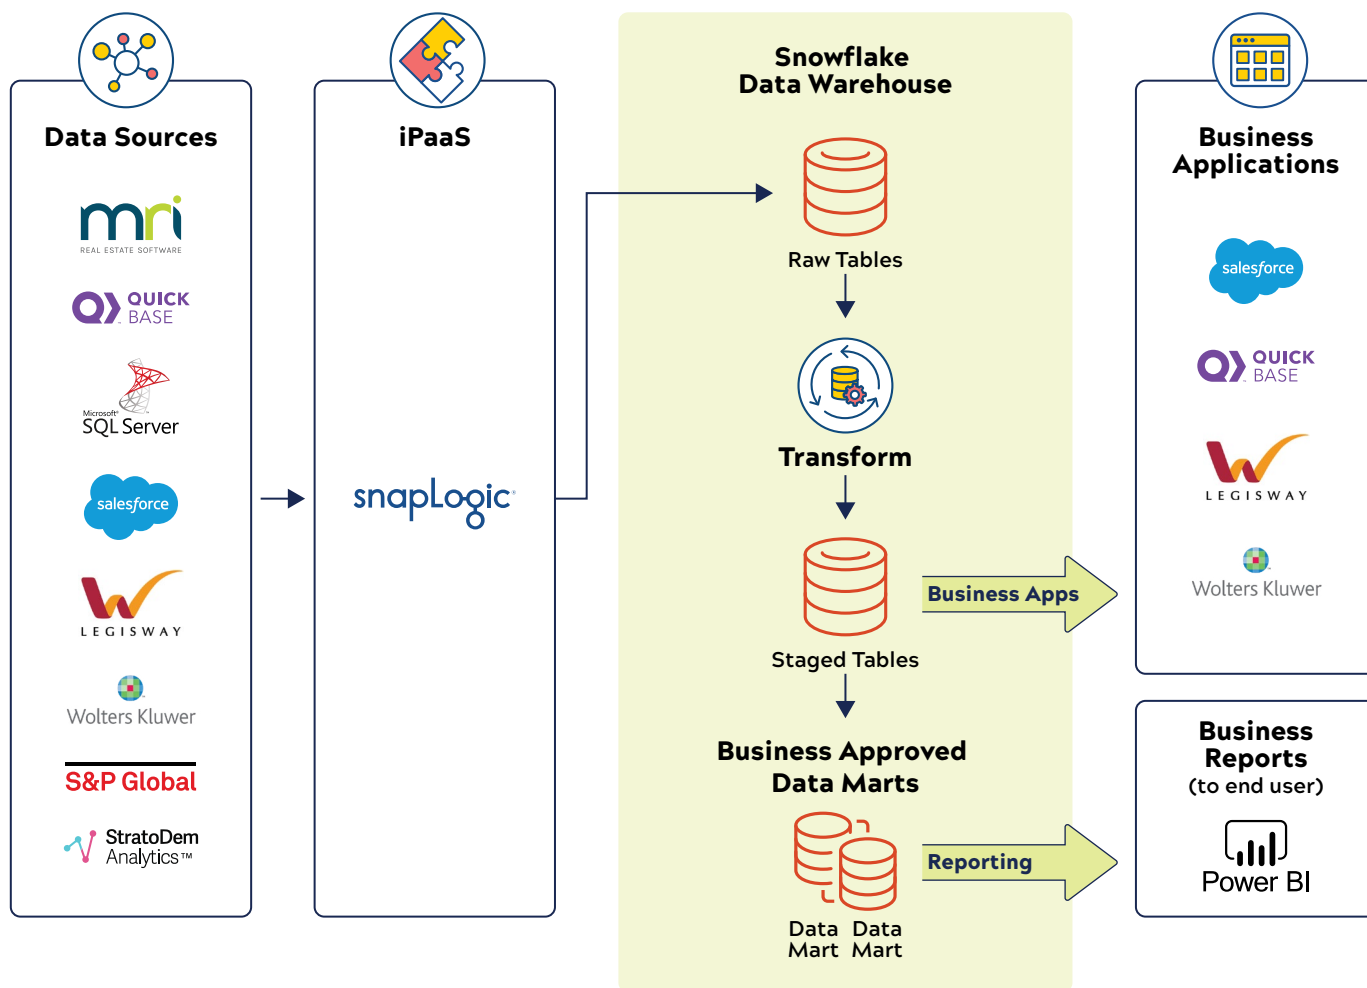 Data Sources
mri
REAL ESTATE SOFTWARE
QUICK
BASE
Microsoft®
SQL Server
salesforce
LEGISWAY
Wolters Kluwer
S&P Global
StratoDem
Analytics™
iPaaS
snapLogic
Snowflake
Data Warehouse
Raw Tables
Transform
Staged Tables
Business Apps
Business Approved
Data Marts
Reporting
Data Data
Mart Mart
Business
Applications
salesforce
QUICK
BASE
LEGISWAY
Wolters Kluwer
Business
Reports
(to end user)
Power BI